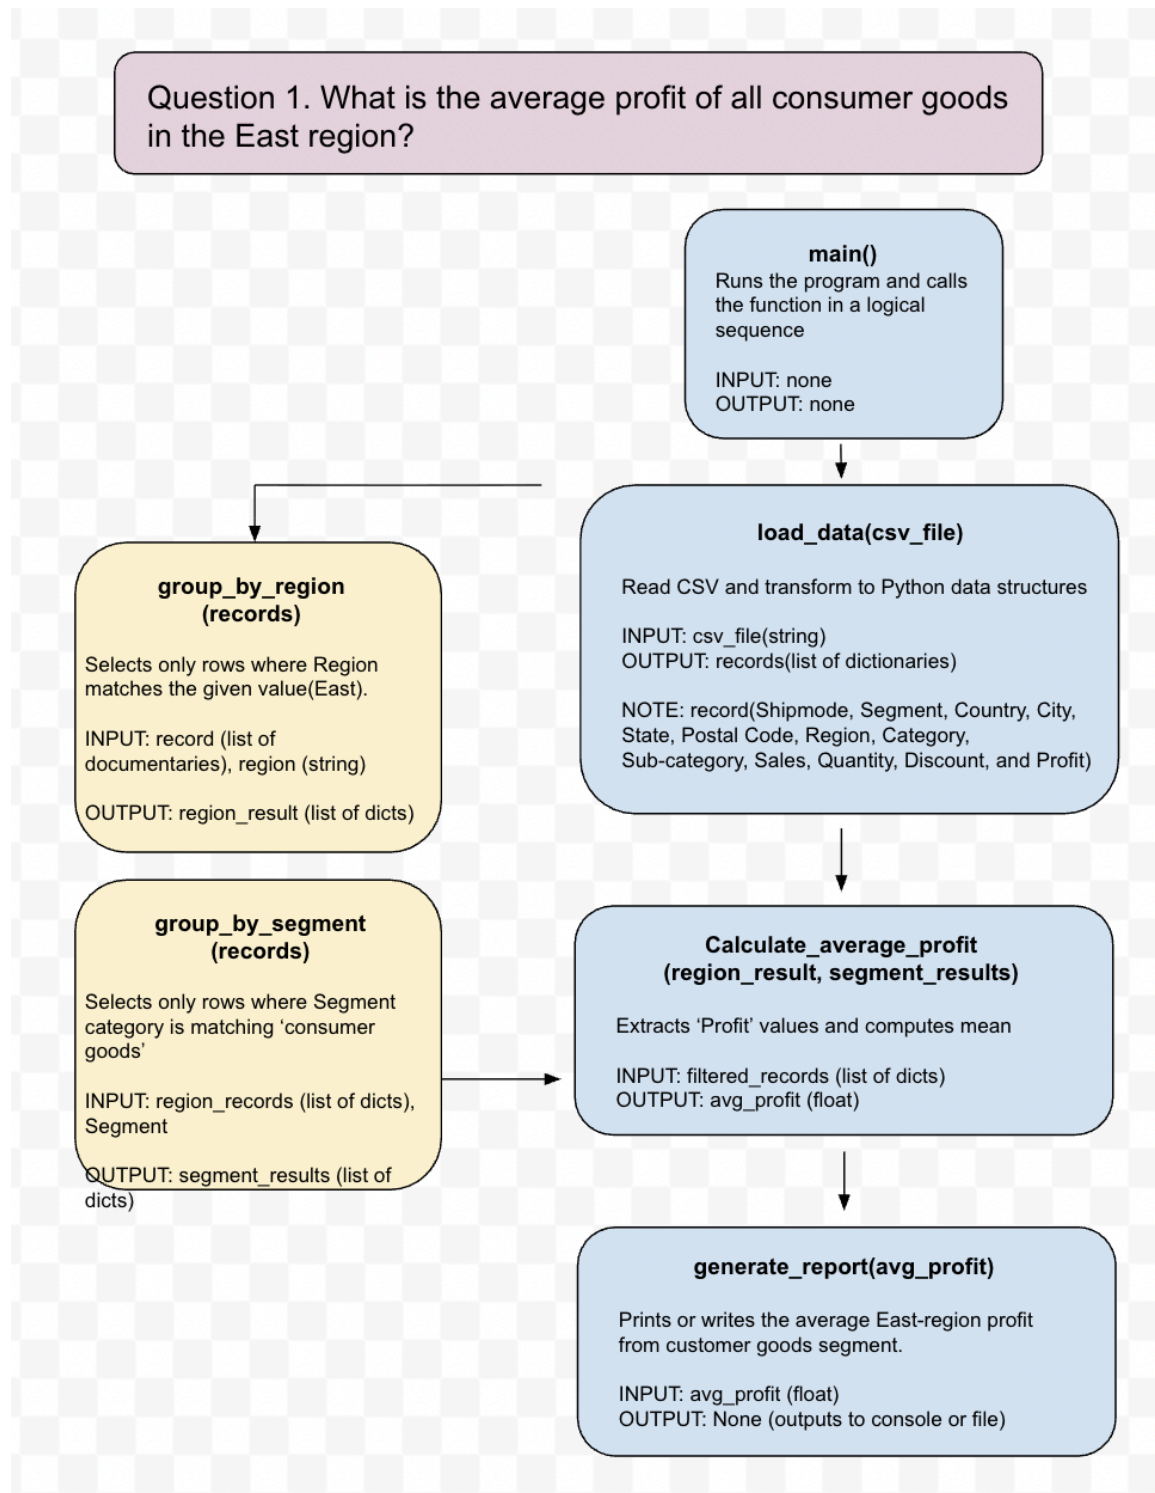 Question 1. What is the average profit of all consumer goods
in the East region?
main()
Runs the program and calls
the function in a logical
sequence
INPUT: none
OUTPUT: none
load_data(csv_file)
Read CSV and transform to Python data structures
INPUT: csv_file(string)
OUTPUT: records(list of dictionaries)
NOTE: record(Shipmode, Segment, Country, City,
State, Postal Code, Region, Category,
Sub-category, Sales, Quantity, Discount, and Profit)
group_by_region
(records)
Selects only rows where Region
matches the given value(East).
INPUT: record (list of
documentaries), region (string)
OUTPUT: region_result (list of dicts)
group_by_segment
(records)
Selects only rows where Segment
category is matching ‘consumer
goods’
INPUT: region_records (list of dicts),
Segment
OUTPUT: segment_results (list of
dicts)
Calculate_average_profit
(region_result, segment_results)
Extracts ‘Profit’ values and computes mean
INPUT: filtered_records (list of dicts)
OUTPUT: avg_profit (float)
generate_report(avg_profit)
Prints or writes the average East-region profit
from customer goods segment.
INPUT: avg_profit (float)
OUTPUT: None (outputs to console or file)